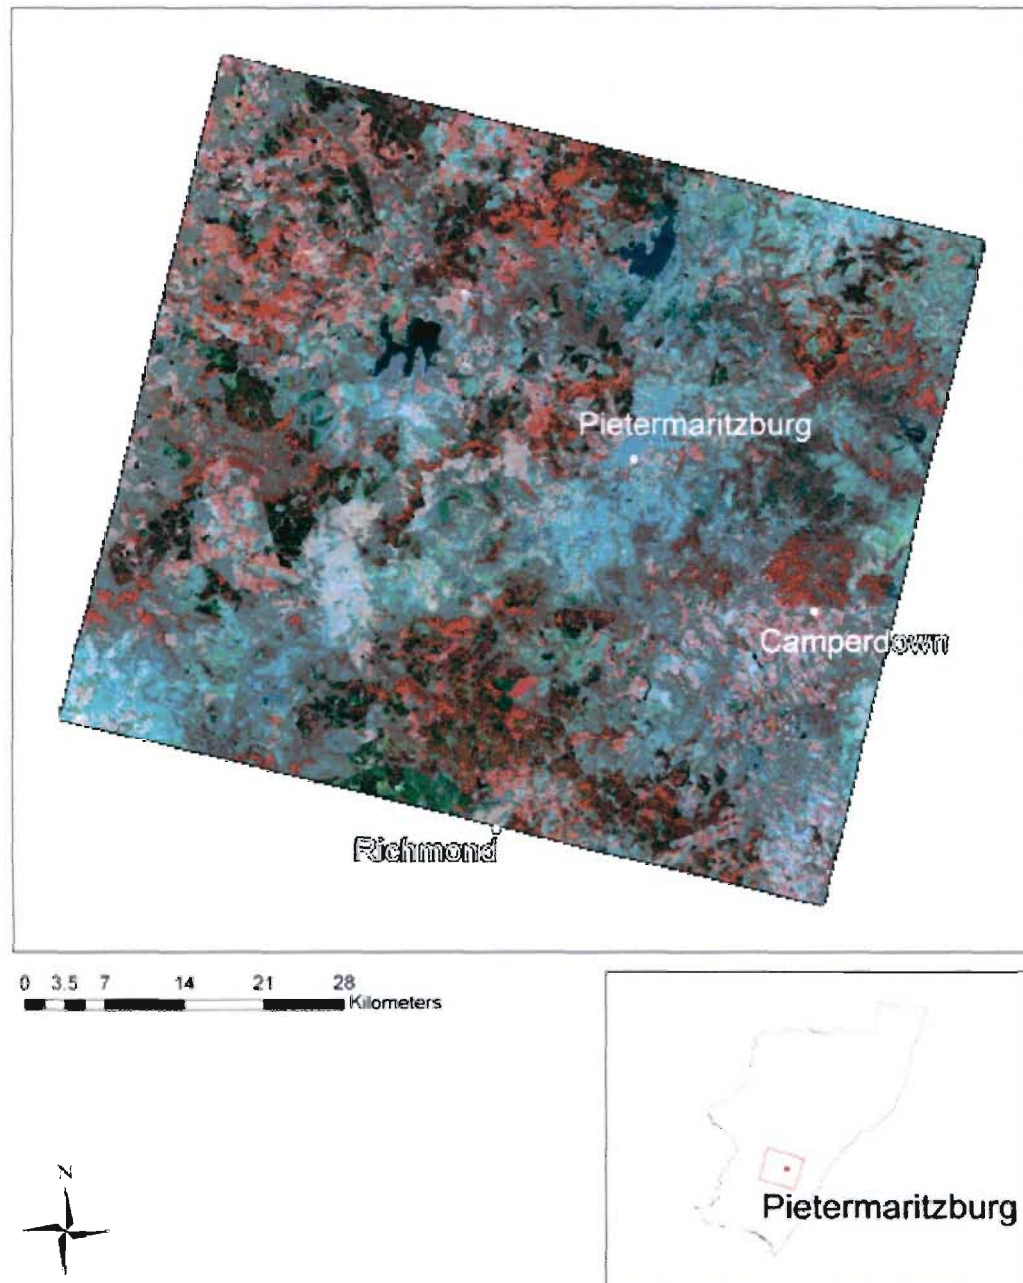 Pietermaritzburg
Camperdown
Richmond
0 3.5 7 14 21 28
Kilometers
N
Pietermaritzburg